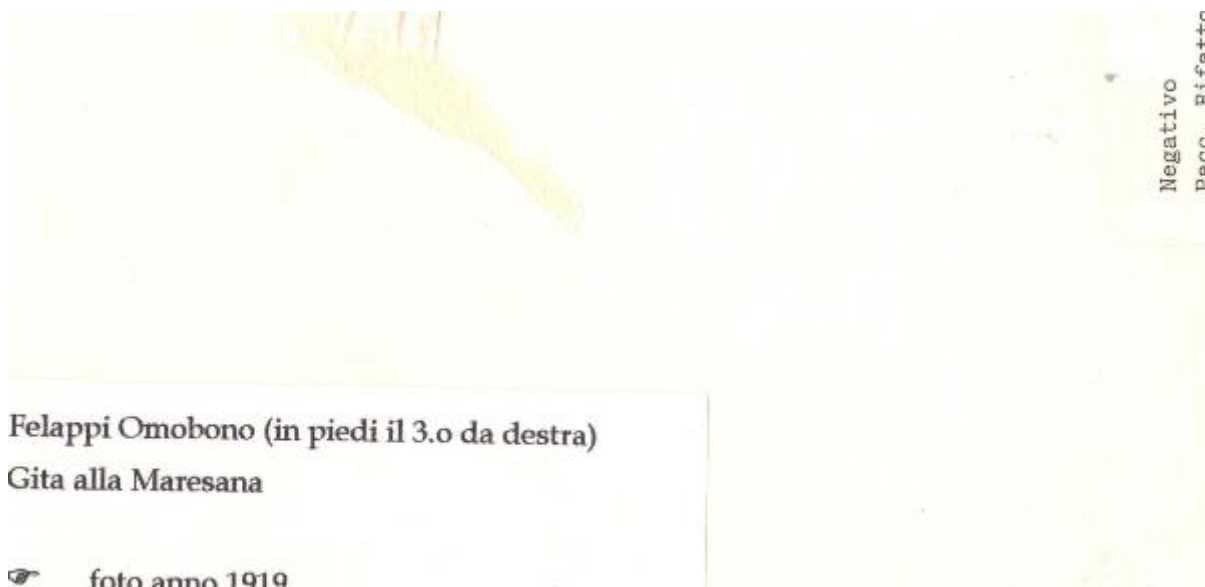 Felappi Omobono (in piedi il 3.o da destra)
Gita alla Maresana
☞ foto anno 1919
Negativo